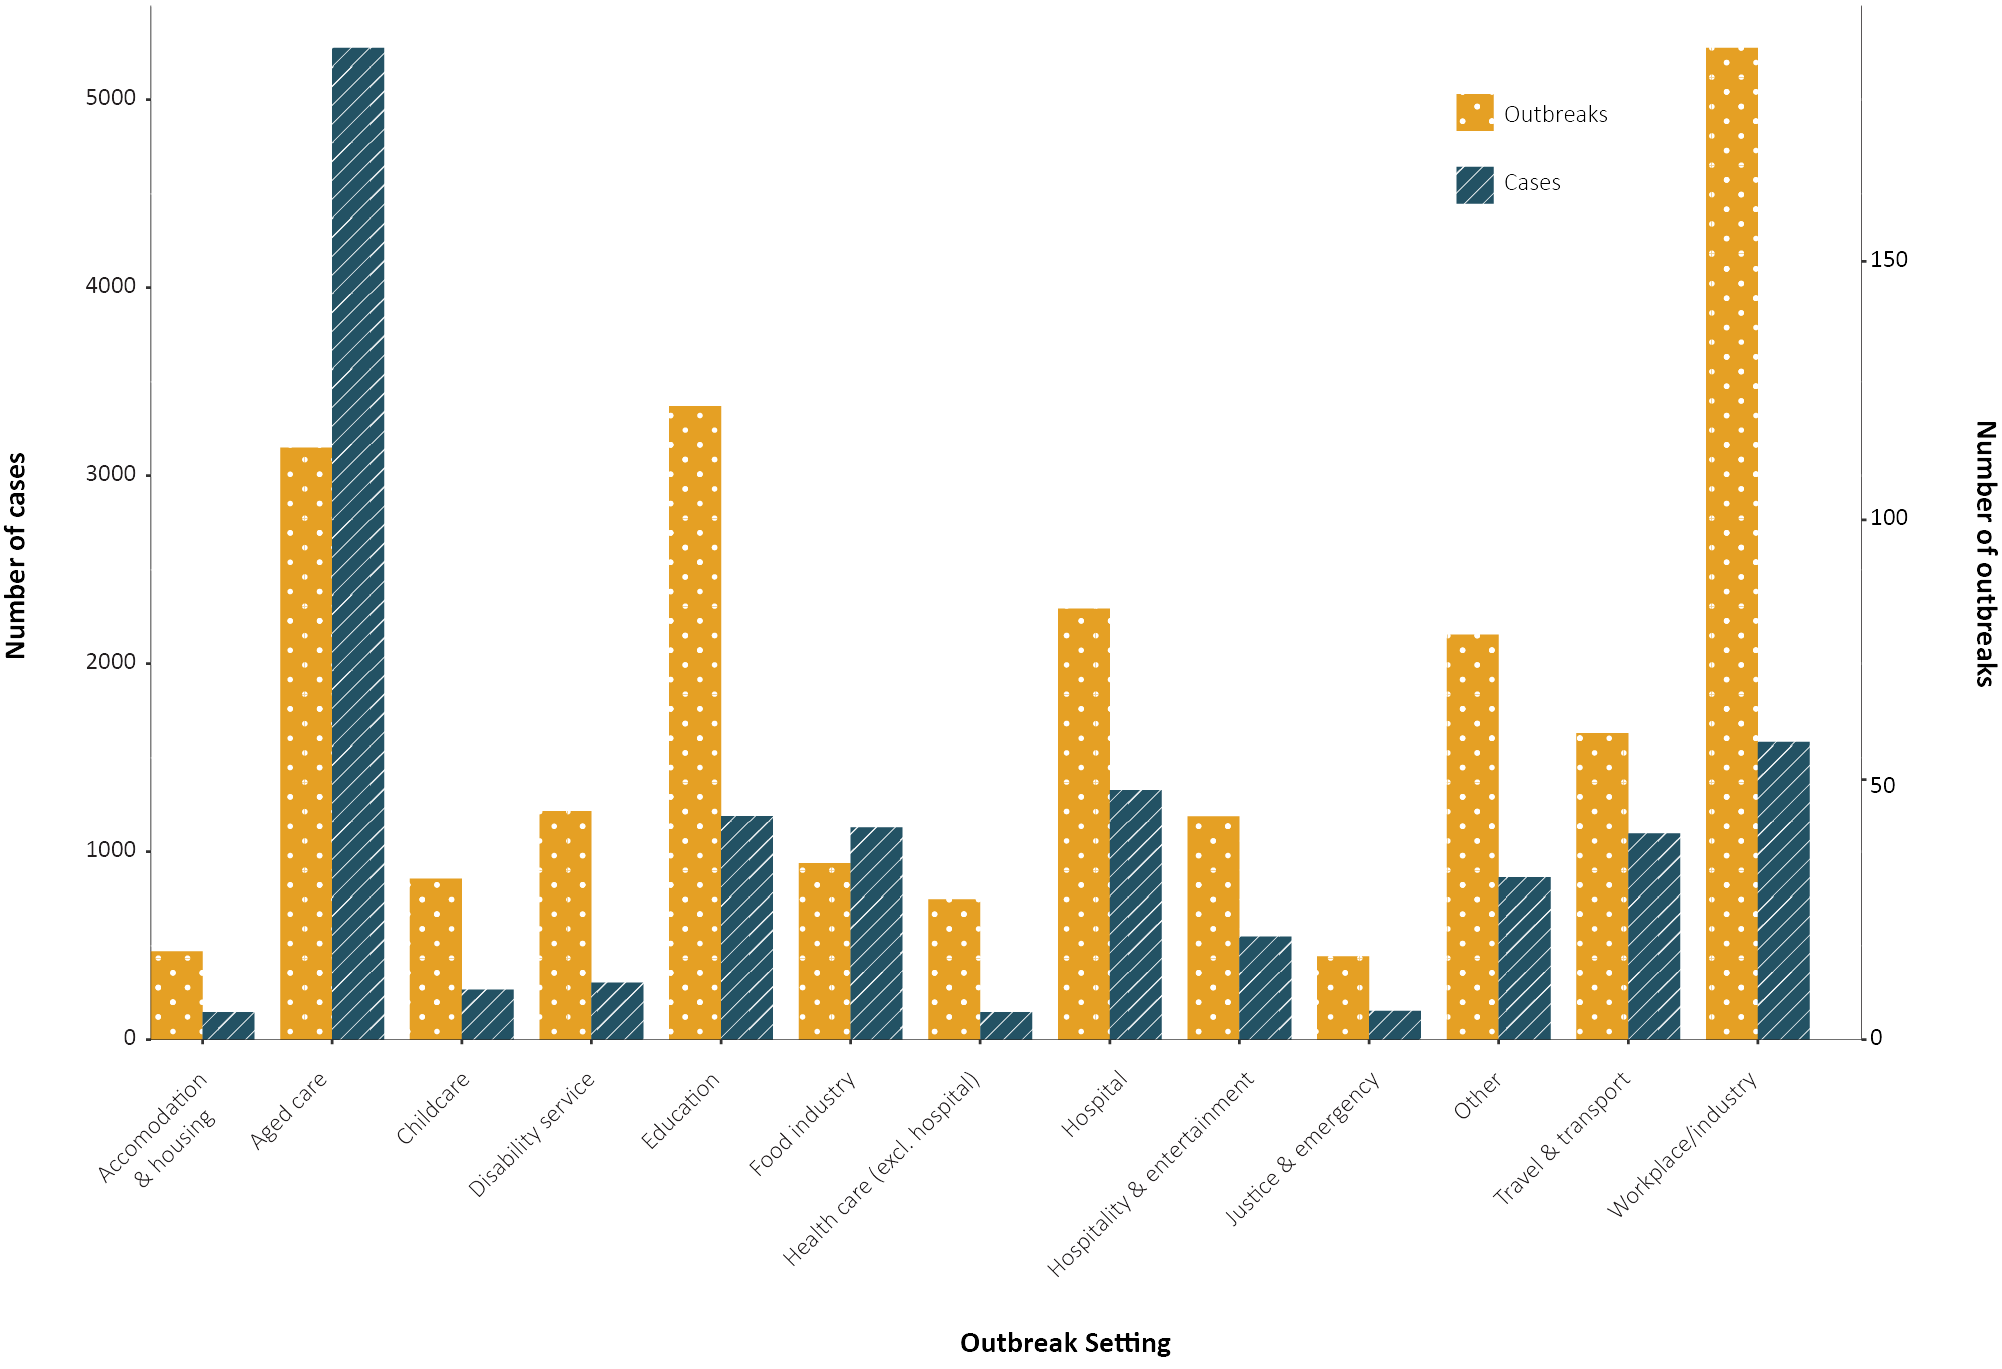 Number of cases
5000
4000
3000
2000
1000
0
Outbreaks
Cases
150
100
50
0
Number of outbreaks
Accomodation
& housing
Aged care
Childcare
Disability service
Education
Food industry
Health care (excl. hospital)
Hospital
Hospitality & entertainment
Justice & emergency
Other
Travel & transport
Workplace/industry
Outbreak Setting